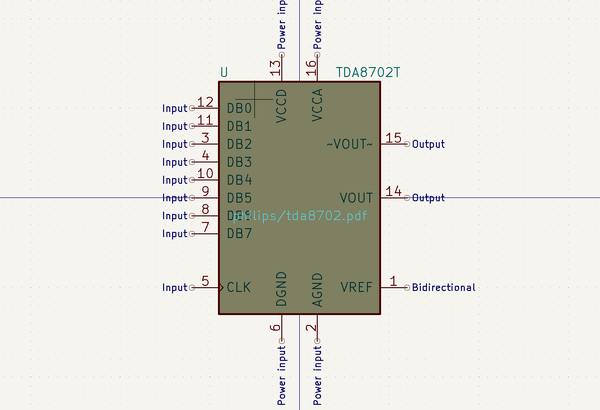 Power inp
Power inp
13
16
U
TDA8702T
VCCD
VCCA
Input 12 DB0
Input 11 DB1
Input 3 DB2
~VOUT~ 15 Output
Input 4 DB3
Input 10 DB4
Input 9 DB5
VOUT 14 Output
Input 8 DB6
philips/tda8702.pdf
Input 7 DB7
Input 5 CLK
VREF 1 Bidirectional
DGND
AGND
6
2
Power input
Power input